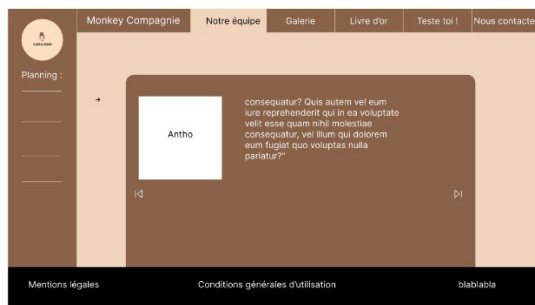 Monkey Compagnie
Notre équipe
Galerie
Livre d'or
Teste toi !
Nous contacte
Planning :
Antho
consequatur? Quis autem vel eum
iure reprehenderit qui in ea voluptate
velit esse quam nihil molestiae
consequatur, vel illum qui dolorem
eum fugiat quo voluptas nulla
pariatur?"
Mentions légales
Conditions générales d'utilisation
blablabla